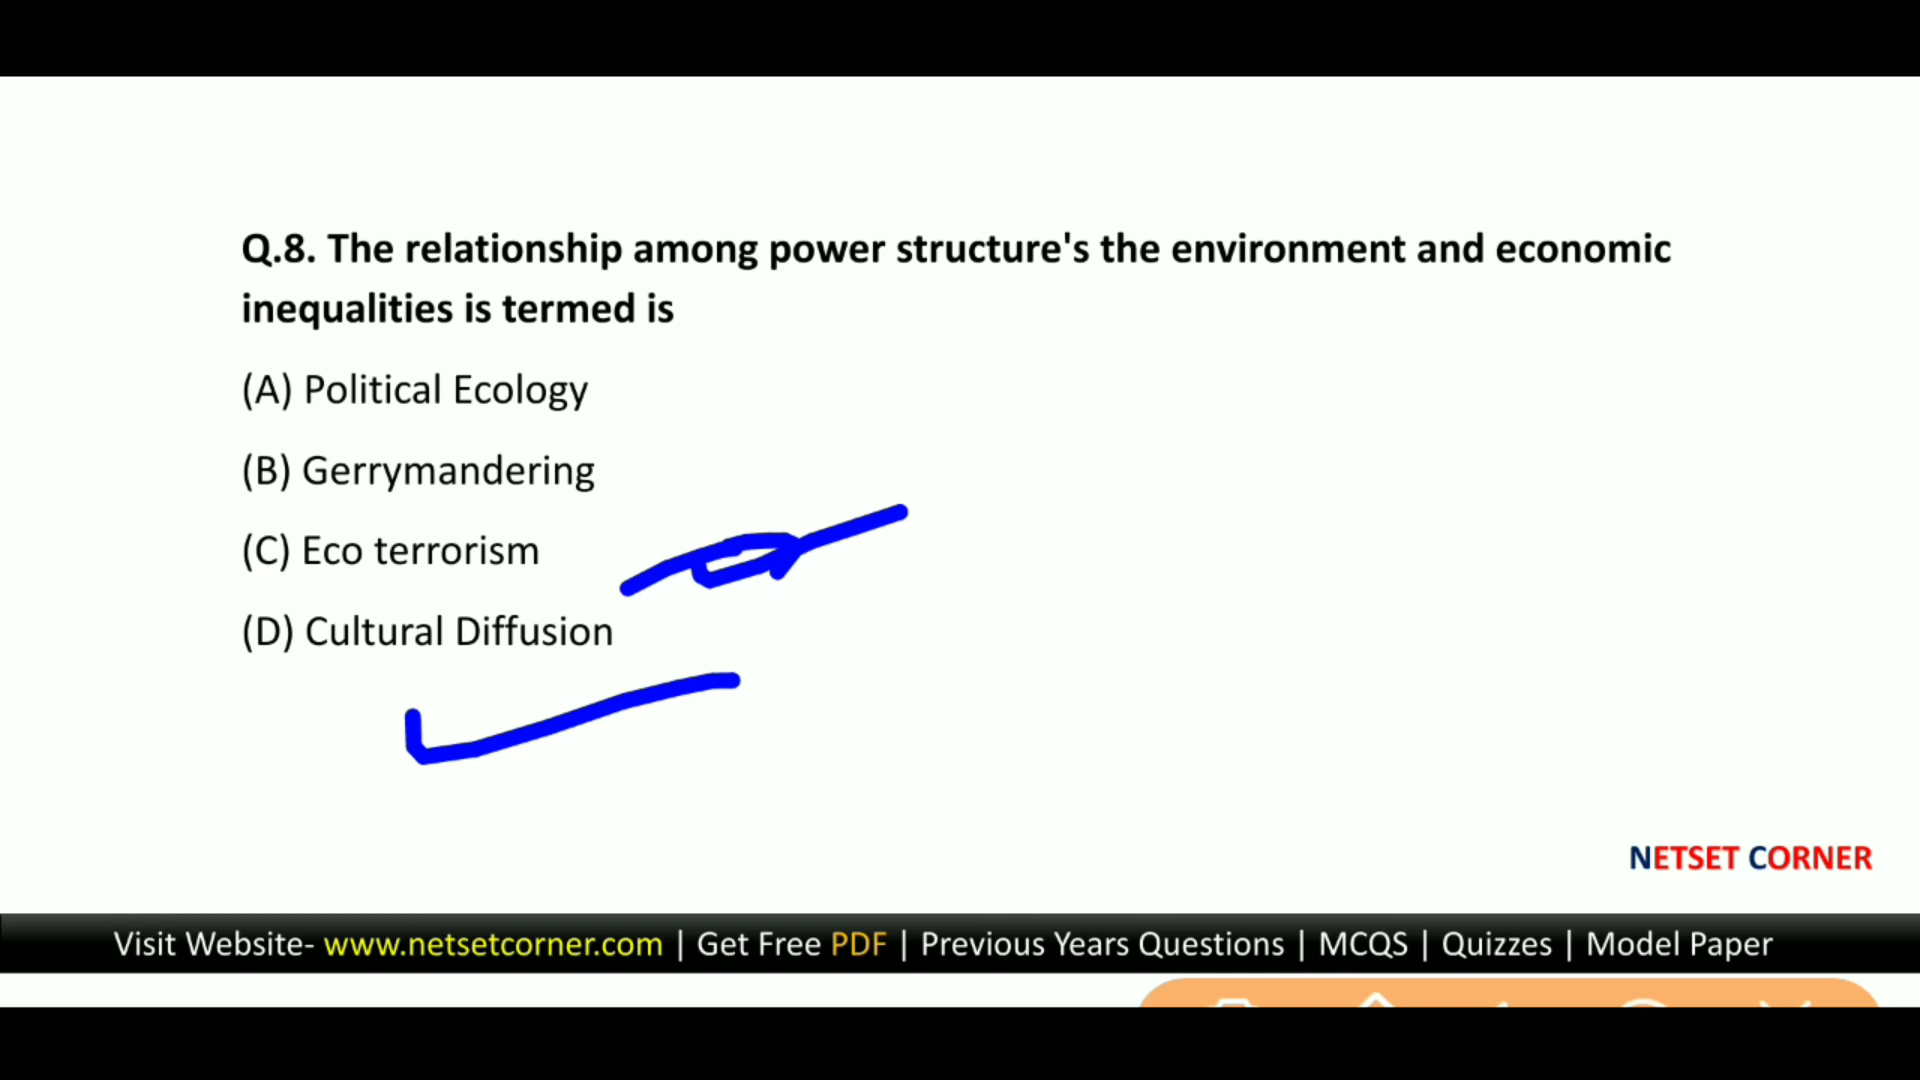 Q.8. The relationship among power structure's the environment and economic
inequalities is termed is
(A) Political Ecology
(B) Gerrymandering
(C) Eco terrorism
(D) Cultural Diffusion
NETSET CORNER
Visit Website- www.netsetcorner.com | Get Free PDF | Previous Years Questions | MCQS | Quizzes | Model Paper